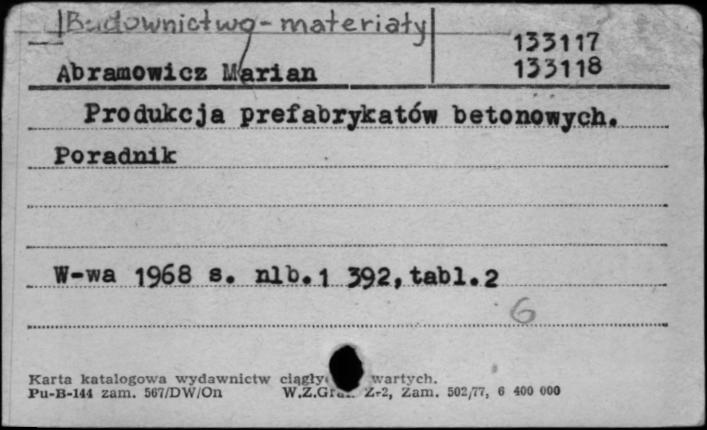 Budownictwo - materiały
133117
Abramowicz Marian 133118
Produkcja prefabrykatów betonowych.
Poradnik
W-wa 1968 s. nlb.1 392, tabl.2
6
Karta katalogowa wydawnictw wartych.
Pu-B-144 zam. 567/DW/On W.Z.Graf. Z-2, Zam. 502/77, 6 400 000